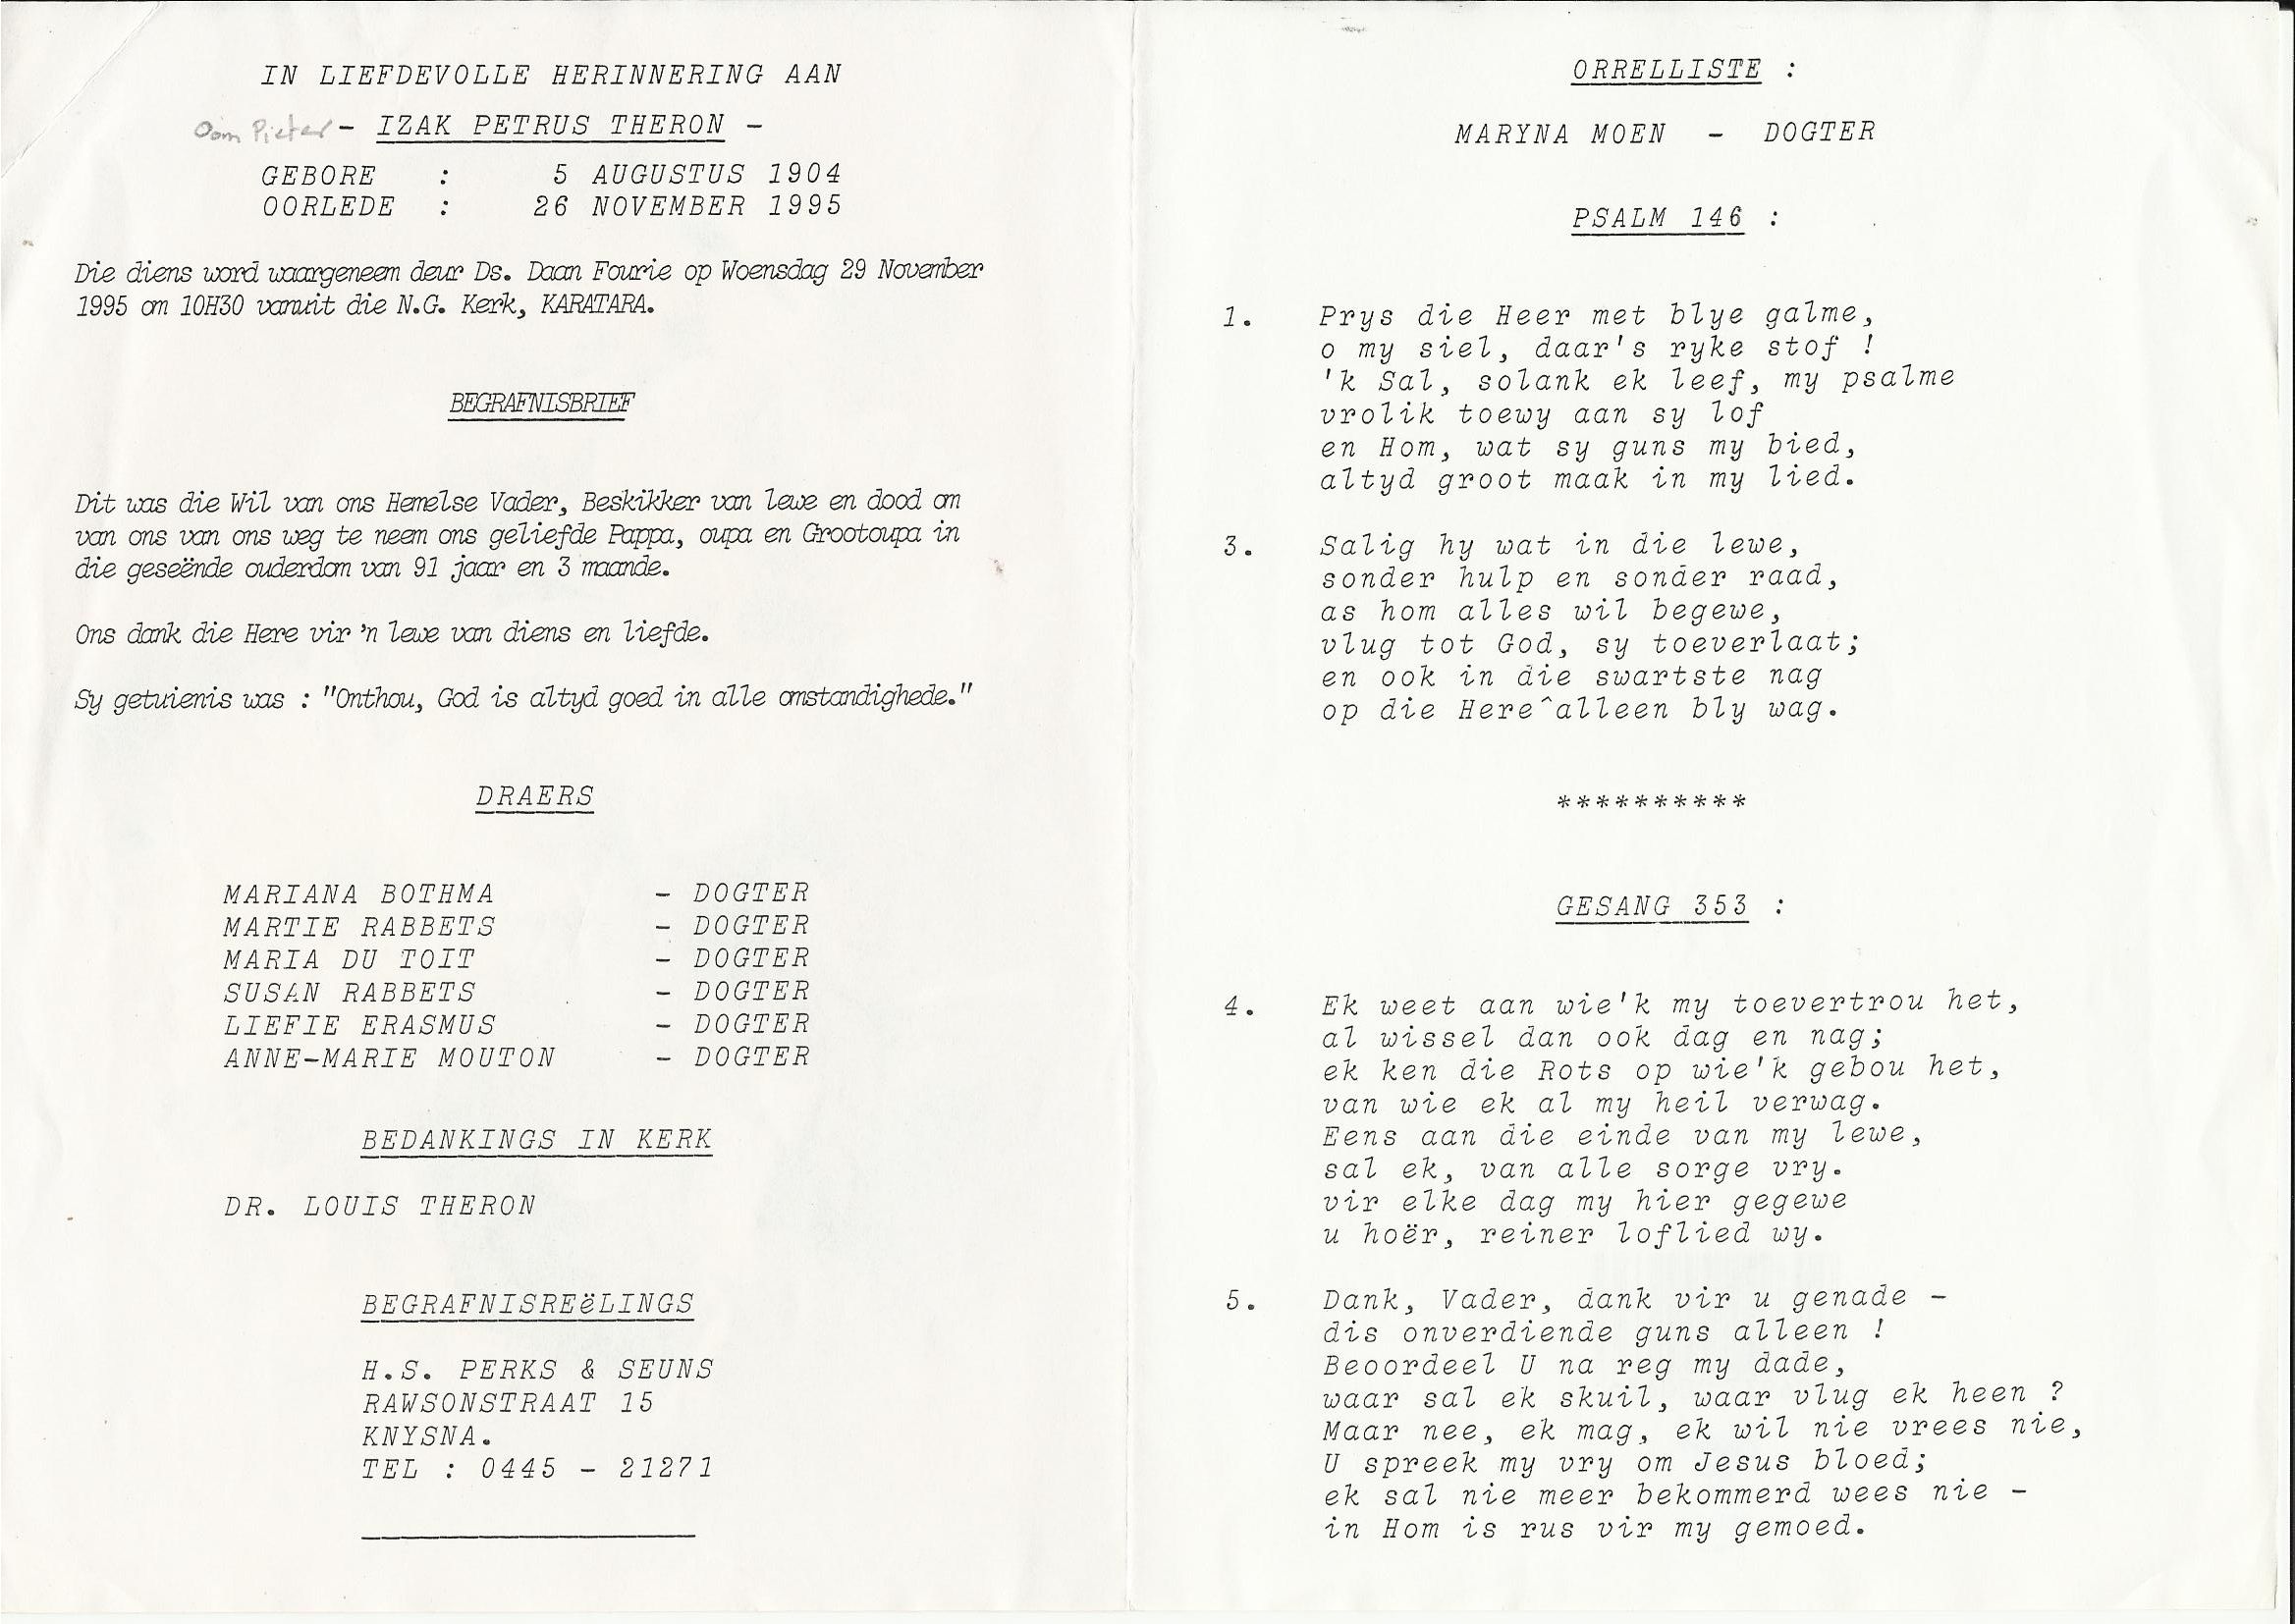 IN LIEFDEVOLLE HERINNERING AAN
Oom Pieter - IZAK PETRUS THERON -
GEBORE : 5 AUGUSTUS 1904
OORLEDE : 26 NOVEMBER 1995
Die diens word waargeneem deur Ds. Daan Fourie op Woensdag 29 November
1995 om 10H30 vanuit die N.G. Kerk, KARATARA.
BEGRAFNISBRIEF
Dit was die Wil van ons Hemelse Vader, Beskikker van lewe en dood om
van ons van ons weg te neem ons geliefde Pappa, oupa en Grootoupa in
die geseënde ouderdom van 91 jaar en 3 maande.
Ons dank die Here vir 'n lewe van diens en liefde.
Sy getuienis was : "Onthou, God is altyd goed in alle omstandighede."
DRAERS
MARIANA BOTHMA - DOGTER
MARTIE RABBETS - DOGTER
MARIA DU TOIT - DOGTER
SUSAN RABBETS - DOGTER
LIEFIE ERASMUS - DOGTER
ANNE-MARIE MOUTON - DOGTER
BEDANKINGS IN KERK
DR. LOUIS THERON
BEGRAFNISREëLINGS
H.S. PERKS & SEUNS
RAWSONSTRAAT 15
KNYSNA.
TEL : 0445 - 21271
ORRELLISTE :
MARYNA MOEN - DOGTER
PSALM 146 :
1. Prys die Heer met blye galme,
o my siel, daar's ryke stof !
'k Sal, solank ek leef, my psalme
vrolik toewy aan sy lof
en Hom, wat sy guns my bied,
altyd groot maak in my lied.
3. Salig hy wat in die lewe,
sonder hulp en sonder raad,
as hom alles wil begewe,
vlug tot God, sy toeverlaat;
en ook in die swartste nag
op die Here^alleen bly wag.
**********
GESANG 353 :
4. Ek weet aan wie'k my toevertrou het,
al wissel dan ook dag en nag;
ek ken die Rots op wie'k gebou het,
van wie ek al my heil verwag.
Eens aan die einde van my lewe,
sal ek, van alle sorge vry.
vir elke dag my hier gegewe
u hoër, reiner loflied wy.
5. Dank, Vader, dank vir u genade -
dis onverdiende guns alleen !
Beoordeel U na reg my dade,
waar sal ek skuil, waar vlug ek heen ?
Maar nee, ek mag, ek wil nie vrees nie,
U spreek my vry om Jesus bloed;
ek sal nie meer bekommerd wees nie -
in Hom is rus vir my gemoed.